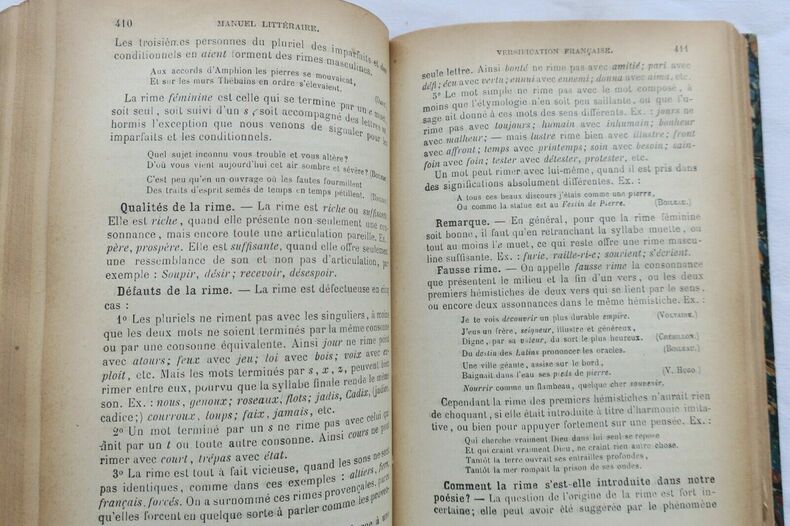 410
MANUEL LITTÉRAIRE.
Les troisièmes personnes du pluriel des imparfaits et des
conditionnels en aient forment des rimes masculines.
Aux accords d'Amphion les pierres se mouvaient,
Et sur les murs Thébains en ordre s'élevaient.
La rime féminine est celle qui se termine par un e muet,
soit seul, soit suivi d'un s, soit accompagné des lettres
hormis l'exception que nous venons de signaler pour les
imparfaits et les conditionnels.
Quel sujet inconnu vous trouble et vous altère?
D'où vous vient aujourd'hui cet air sombre et sévère?
C'est peu qu'en un ouvrage où les fautes fourmillent
Des traits d'esprit semés de temps en temps pétillent.
Qualités de la rime. — La rime est riche ou suffisante.
Elle est riche, quand elle présente non seulement une con-
sonnance, mais encore toute une articulation pareille. Ex. :
père, prospère. Elle est suffisante, quand elle offre seulement
une ressemblance de son et non pas d'articulation, par
exemple : Soupir, désir; recevoir, désespoir.
Défauts de la rime. — La rime est défectueuse en
cas :
1º Les pluriels ne riment pas avec les singuliers, à moins
que les deux mots ne soient terminés par la même consonne
ou par une consonne équivalente. Ainsi jour ne rime point
avec atours; feux avec jeu; loi avec bois; voix avec ex-
ploit, etc. Mais les mots terminés par s, x, z, peuvent
rimer entre eux, pourvu que la syllabe finale rende le même
son. Ex. : nous, genoux; roseaux, flots; jadis, Cadix, (jadice,
cadice;) courroux, loups; faix, jamais, etc.
2º Un mot terminé par un s ne rime pas avec celui qui
finit par un t ou toute autre consonne. Ainsi cours ne peut
rimer avec court, trépas avec état.
3º La rime est tout à fait vicieuse, quand les sons ne sont
pas identiques, comme dans ces exemples : altiers,
français, forcés. On a surnommé ces rimes provençales, parce
qu'elles forcent en quelque sorte à parler comme les
VERSIFICATION FRANÇAISE.
411
seule lettre. Ainsi bonté ne rime pas avec amitié; pari avec
défi; écu avec vertu; ennui avec ennemi; donna avec aima, etc.
5º Le mot simple ne rime pas avec le mot composé, à
moins que l'étymologie n'en soit peu saillante, ou que l'u-
sage ait donné à ces mots des sens différents. Ex. : jours ne
rime pas avec toujours; humain avec inhumain; bonheur
avec malheur; — mais lustre rime bien avec illustre; front
avec affront; temps avec printemps; soin avec besoin; sain-
foin avec foin; tester avec détester, protester, etc.
Un mot peut rimer avec lui-même, quand il est pris dans
des significations absolument différentes. Ex. :
A tous ces beaux discours j'étais comme une pierre,
Ou comme la statue est au Festin de Pierre.
(BOILEAU.)
Remarque. — En général, pour que la rime féminine
soit bonne, il faut qu'en retranchant la syllabe muette, ou
tout au moins l'e muet, ce qui reste offre une rime mascu-
line suffisante. Ex. : furie, raille-ri-e; sourient; s'écrient.
Fausse rime. — On appelle fausse rime la consonnance
que présentent le milieu et la fin d'un vers, ou les deux
premiers hémistiches de deux vers qui se lient par le sens,
ou encore deux assonnances dans le même hémistiche. Ex. :
Je te vois découvrir un plus durable empire.
(VOLTAIRE.)
J'eus un frère, seigneur, illustre et généreux,
Digne, par sa valeur, du sort le plus heureux.
(CRÉBILLON.)
Du destin des Latins prononcer les oracles.
(BOILEAU.)
Une ville géante, assise sur le bord,
Baignait dans l'eau ses pieds de pierre.
(V. HUGO)
Nourrir comme un flambeau, quelque cher souvenir.
Cependant la rime des premiers hémistiches n'aurait rien
de choquant, si elle était introduite à titre d'harmonie imita-
tive, ou bien pour appuyer fortement sur une pensée. Ex. :
Qui cherche vraiment Dieu dans lui seul se repose
Et qui craint vraiment Dieu, ne craint rien autre chose.
Tantôt la terre ouvrait ses entrailles profondes,
Tantôt la mer rompait la prison de ses ondes.
Comment la rime s'est-elle introduite dans notre
poésie? — La question de l'origine de la rime est fort in-
certaine; elle peut avoir été suggérée par le phénomène